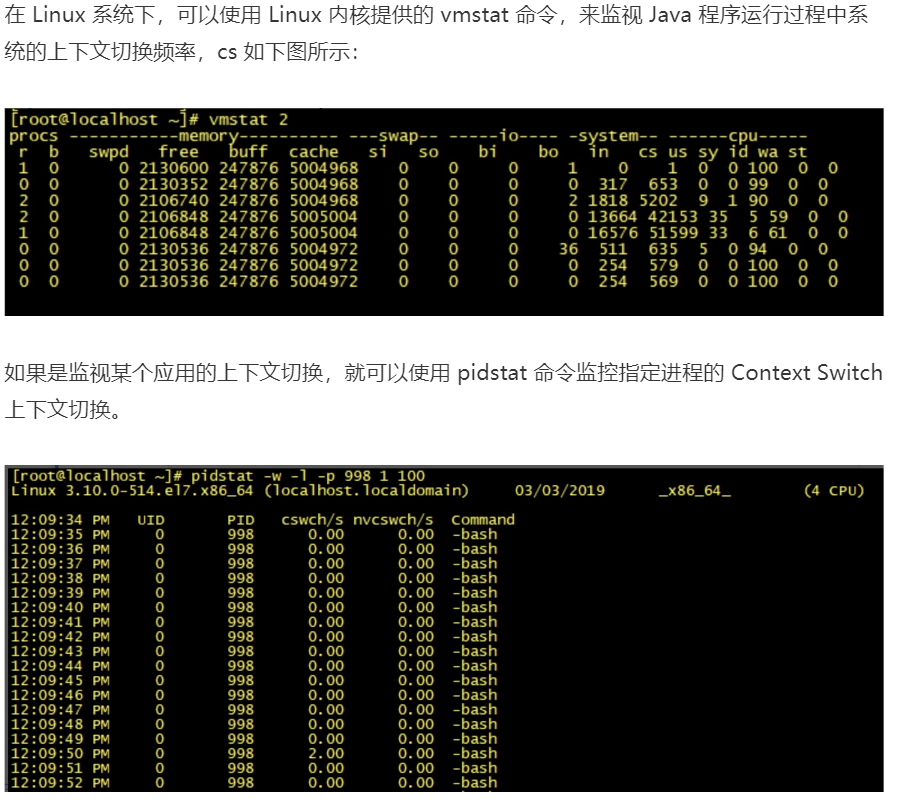 在 Linux 系统下，可以使用 Linux 内核提供的 vmstat 命令，来监视 Java 程序运行过程中系
统的上下文切换频率，cs 如下图所示：
[root@localhost ~]# vmstat 2
procs -----------memory---------- ---swap-- -----io---- -system-- ------cpu-----
r b swpd free buff cache si so bi bo in cs us sy id wa st
1 0 0 2130600 247876 5004968 0 0 0 1 0 1 0 0 100 0 0
0 0 0 2130352 247876 5004968 0 0 0 0 317 653 0 0 99 0 0
2 0 0 2106740 247876 5004968 0 0 0 2 1818 5202 9 1 90 0 0
2 0 0 2106848 247876 5005004 0 0 0 0 13664 42153 35 5 59 0 0
1 0 0 2106848 247876 5005004 0 0 0 0 16576 51599 33 6 61 0 0
0 0 0 2130536 247876 5004972 0 0 0 36 511 635 5 0 94 0 0
0 0 0 2130536 247876 5004972 0 0 0 0 254 579 0 0 100 0 0
0 0 0 2130536 247876 5004972 0 0 0 0 254 569 0 0 100 0 0
如果是监视某个应用的上下文切换，就可以使用 pidstat 命令监控指定进程的 Context Switch
上下文切换。
[root@localhost ~]# pidstat -w -l -p 998 1 100
Linux 3.10.0-514.el7.x86_64 (localhost.localdomain) 03/03/2019 _x86_64_ (4 CPU)
12:09:34 PM UID PID cswch/s nvcswch/s Command
12:09:35 PM 0 998 0.00 0.00 -bash
12:09:36 PM 0 998 0.00 0.00 -bash
12:09:37 PM 0 998 0.00 0.00 -bash
12:09:38 PM 0 998 0.00 0.00 -bash
12:09:39 PM 0 998 0.00 0.00 -bash
12:09:40 PM 0 998 0.00 0.00 -bash
12:09:41 PM 0 998 0.00 0.00 -bash
12:09:42 PM 0 998 0.00 0.00 -bash
12:09:43 PM 0 998 0.00 0.00 -bash
12:09:44 PM 0 998 0.00 0.00 -bash
12:09:45 PM 0 998 0.00 0.00 -bash
12:09:46 PM 0 998 0.00 0.00 -bash
12:09:47 PM 0 998 0.00 0.00 -bash
12:09:48 PM 0 998 0.00 0.00 -bash
12:09:49 PM 0 998 0.00 0.00 -bash
12:09:50 PM 0 998 2.00 0.00 -bash
12:09:51 PM 0 998 0.00 0.00 -bash
12:09:52 PM 0 998 0.00 0.00 -bash